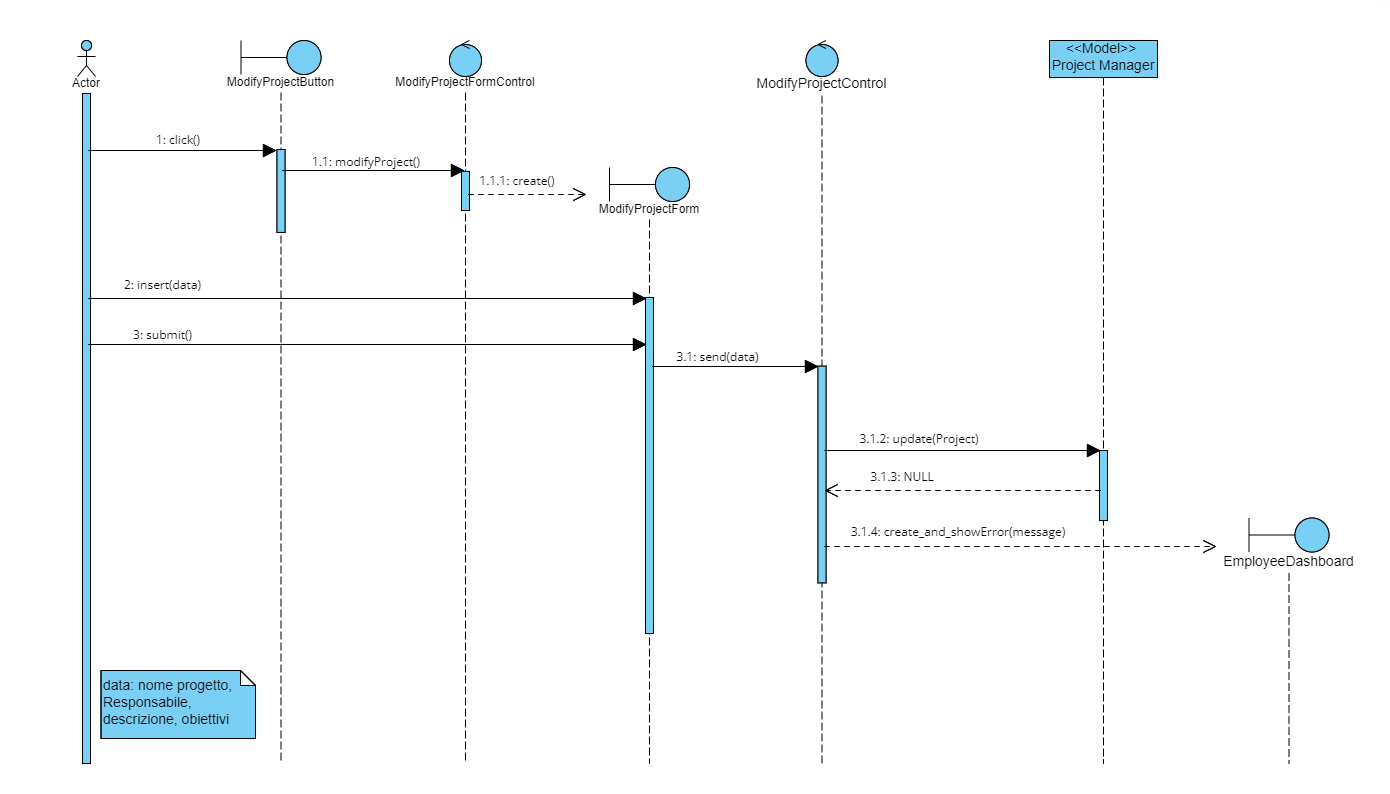 <<Model>>
Project Manager
Actor
ModifyProjectButton
ModifyProjectFormControl
ModifyProjectControl
1: click()
1.1: modifyProject()
1.1.1: create()
ModifyProjectForm
2: insert(data)
3: submit()
3.1: send(data)
3.1.2: update(Project)
3.1.3: NULL
3.1.4: create_and_showError(message)
EmployeeDashboard
data: nome progetto,
Responsabile,
descrizione, obiettivi